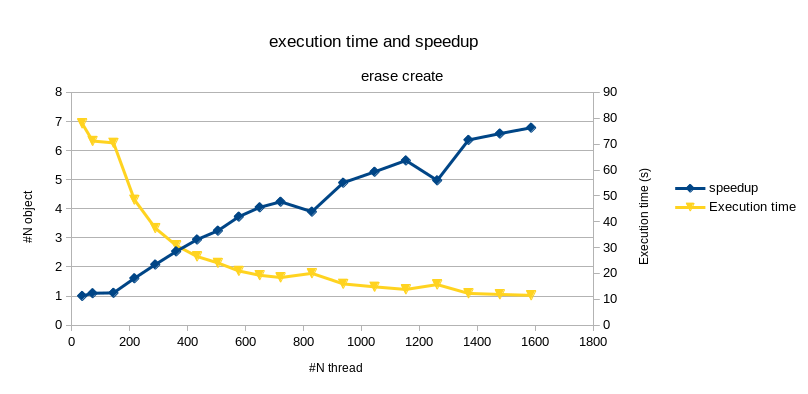 execution time and speedup
erase create
8
7
6
5
4
3
2
1
0
#N object
90
80
70
60
50
40
30
20
10
0
Execution time (s)
0 200 400 600 800 1000 1200 1400 1600 1800
#N thread
speedup
Execution time